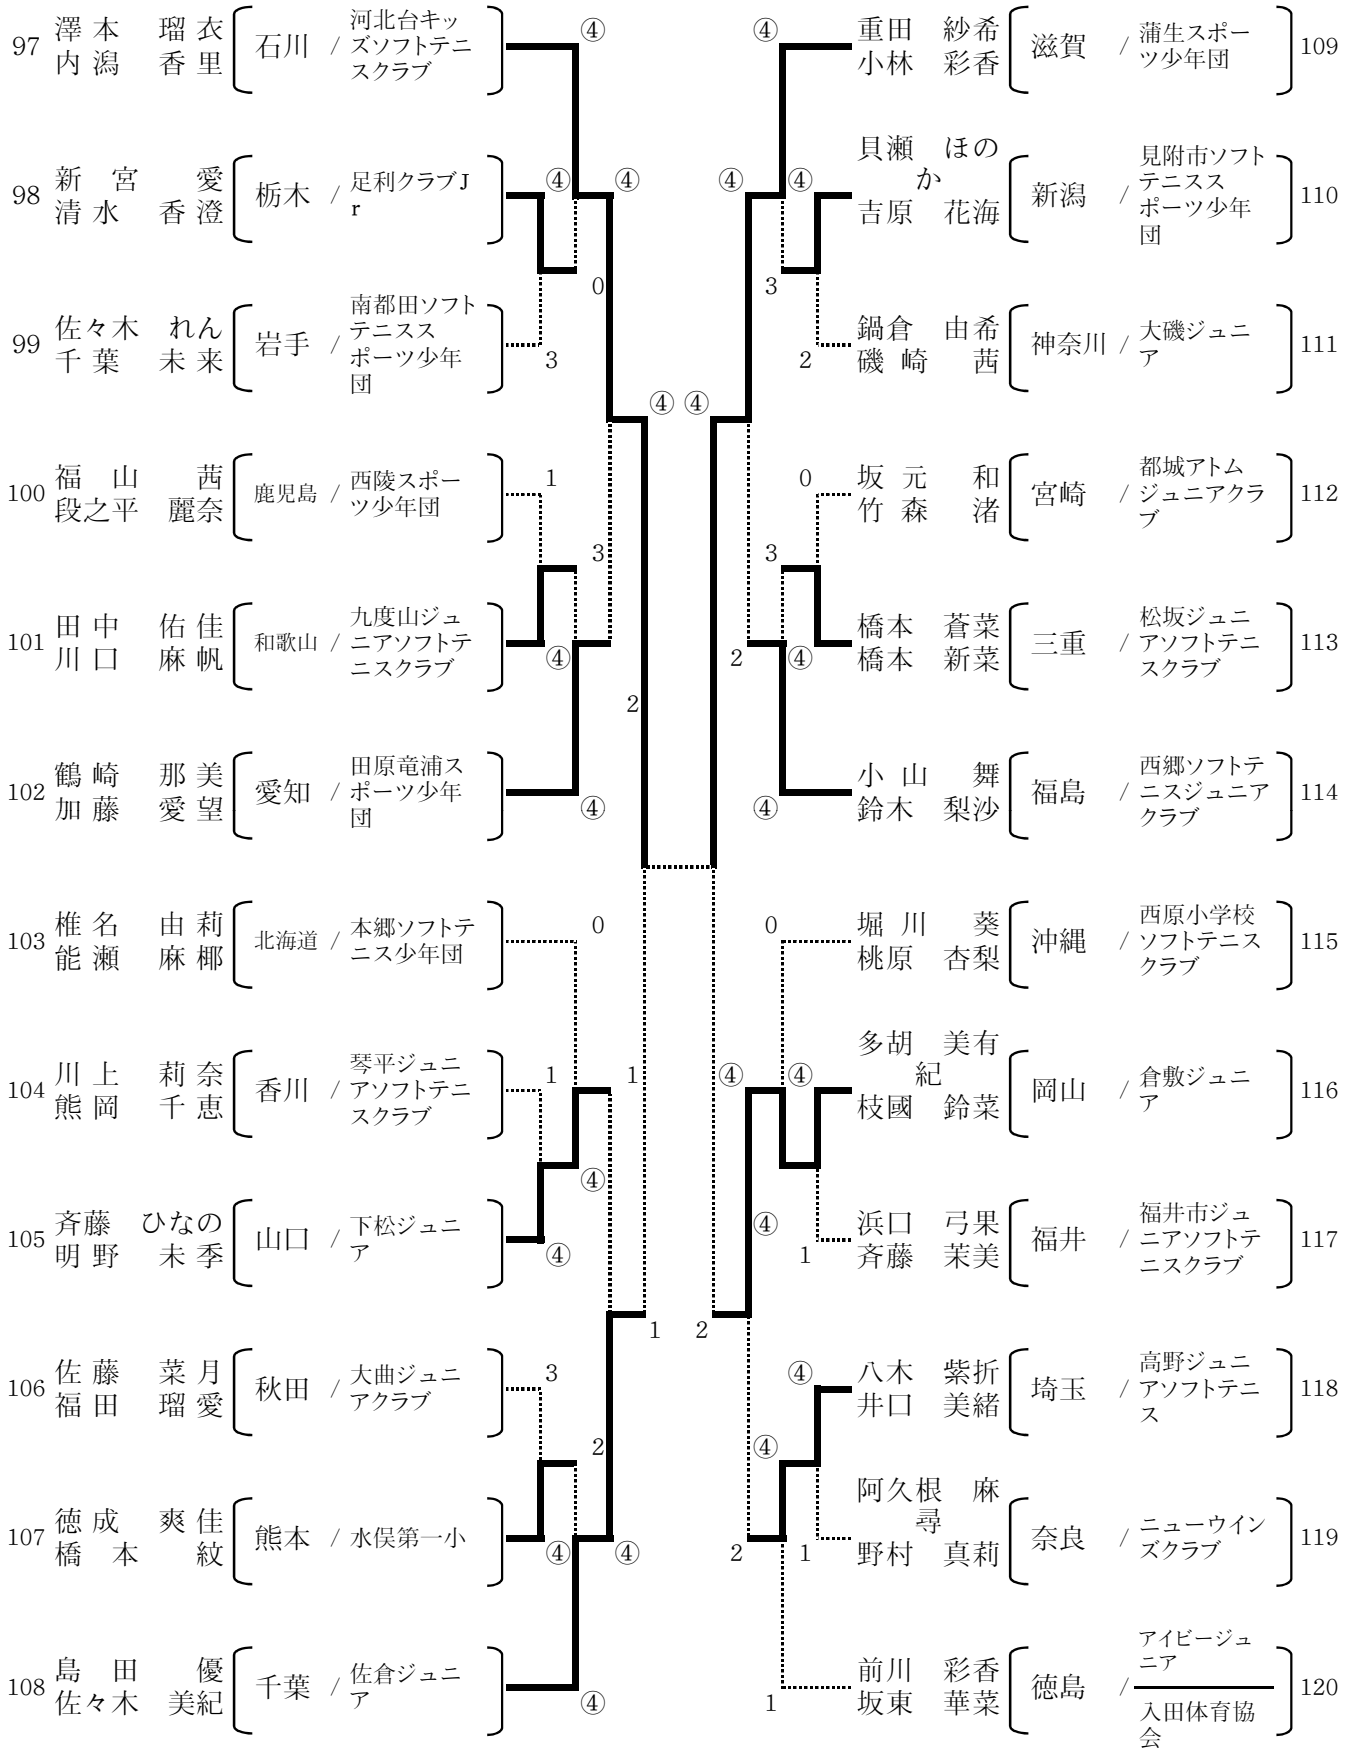 97 澤本 瑠衣 内潟 香里 石川 / 河北台キッズソフトテニスクラブ
98 新宮 愛 清水 香澄 栃木 / 足利クラブJr
99 佐々木 れん 千葉 未来 岩手 / 南都田ソフトテニススポーツ少年団
100 福山 茜 段之平 麗奈 鹿児島 / 西陵スポーツ少年団
101 田中 佑佳 川口 麻帆 和歌山 / 九度山ジュニアソフトテニスクラブ
102 鶴崎 那美 加藤 愛望 愛知 / 田原竜浦スポーツ少年団
103 椎名 由莉 能瀬 麻椰 北海道 / 本郷ソフトテニス少年団
104 川上 莉奈 熊岡 千恵 香川 / 琴平ジュニアソフトテニスクラブ
105 斉藤 ひなの 明野 未季 山口 / 下松ジュニア
106 佐藤 菜月 福田 瑠愛 秋田 / 大曲ジュニアクラブ
107 徳成 爽佳 橋本 紋 熊本 / 水俣第一小
108 島田 優 佐々木 美紀 千葉 / 佐倉ジュニア
④ ④ ④ 0 3 ④ 1 3 ④ 2 ④ 0 1 1 ④ ④ 1 3 2 ④ ④ ④
④ ④ ④ 3 2 ④ 0 3 2 ④ ④ 0 ④ ④ ④ 1 2 ④ ④ 2 1 1
重田 紗希 小林 彩香 滋賀 / 蒲生スポーツ少年団 109
貝瀬 ほのか 吉原 花海 新潟 / 見附市ソフトテニススポーツ少年団 110
鍋倉 由希 磯崎 茜 神奈川 / 大磯ジュニア 111
坂元 和 竹森 渚 宮崎 / 都城アトムジュニアクラブ 112
橋本 蒼菜 橋本 新菜 三重 / 松坂ジュニアソフトテニスクラブ 113
小山 舞 鈴木 梨沙 福島 / 西郷ソフトテニスジュニアクラブ 114
堀川 葵 桃原 杏梨 沖縄 / 西原小学校ソフトテニスクラブ 115
多胡 美有紀 枝國 鈴菜 岡山 / 倉敷ジュニア 116
浜口 弓果 斉藤 茉美 福井 / 福井市ジュニアソフトテニスクラブ 117
八木 紫折 井口 美緒 埼玉 / 高野ジュニアソフトテニス 118
阿久根 麻尋 野村 真莉 奈良 / ニューウインズクラブ 119
前川 彩香 坂東 華菜 徳島 / アイビージュニア 入田体育協会 120